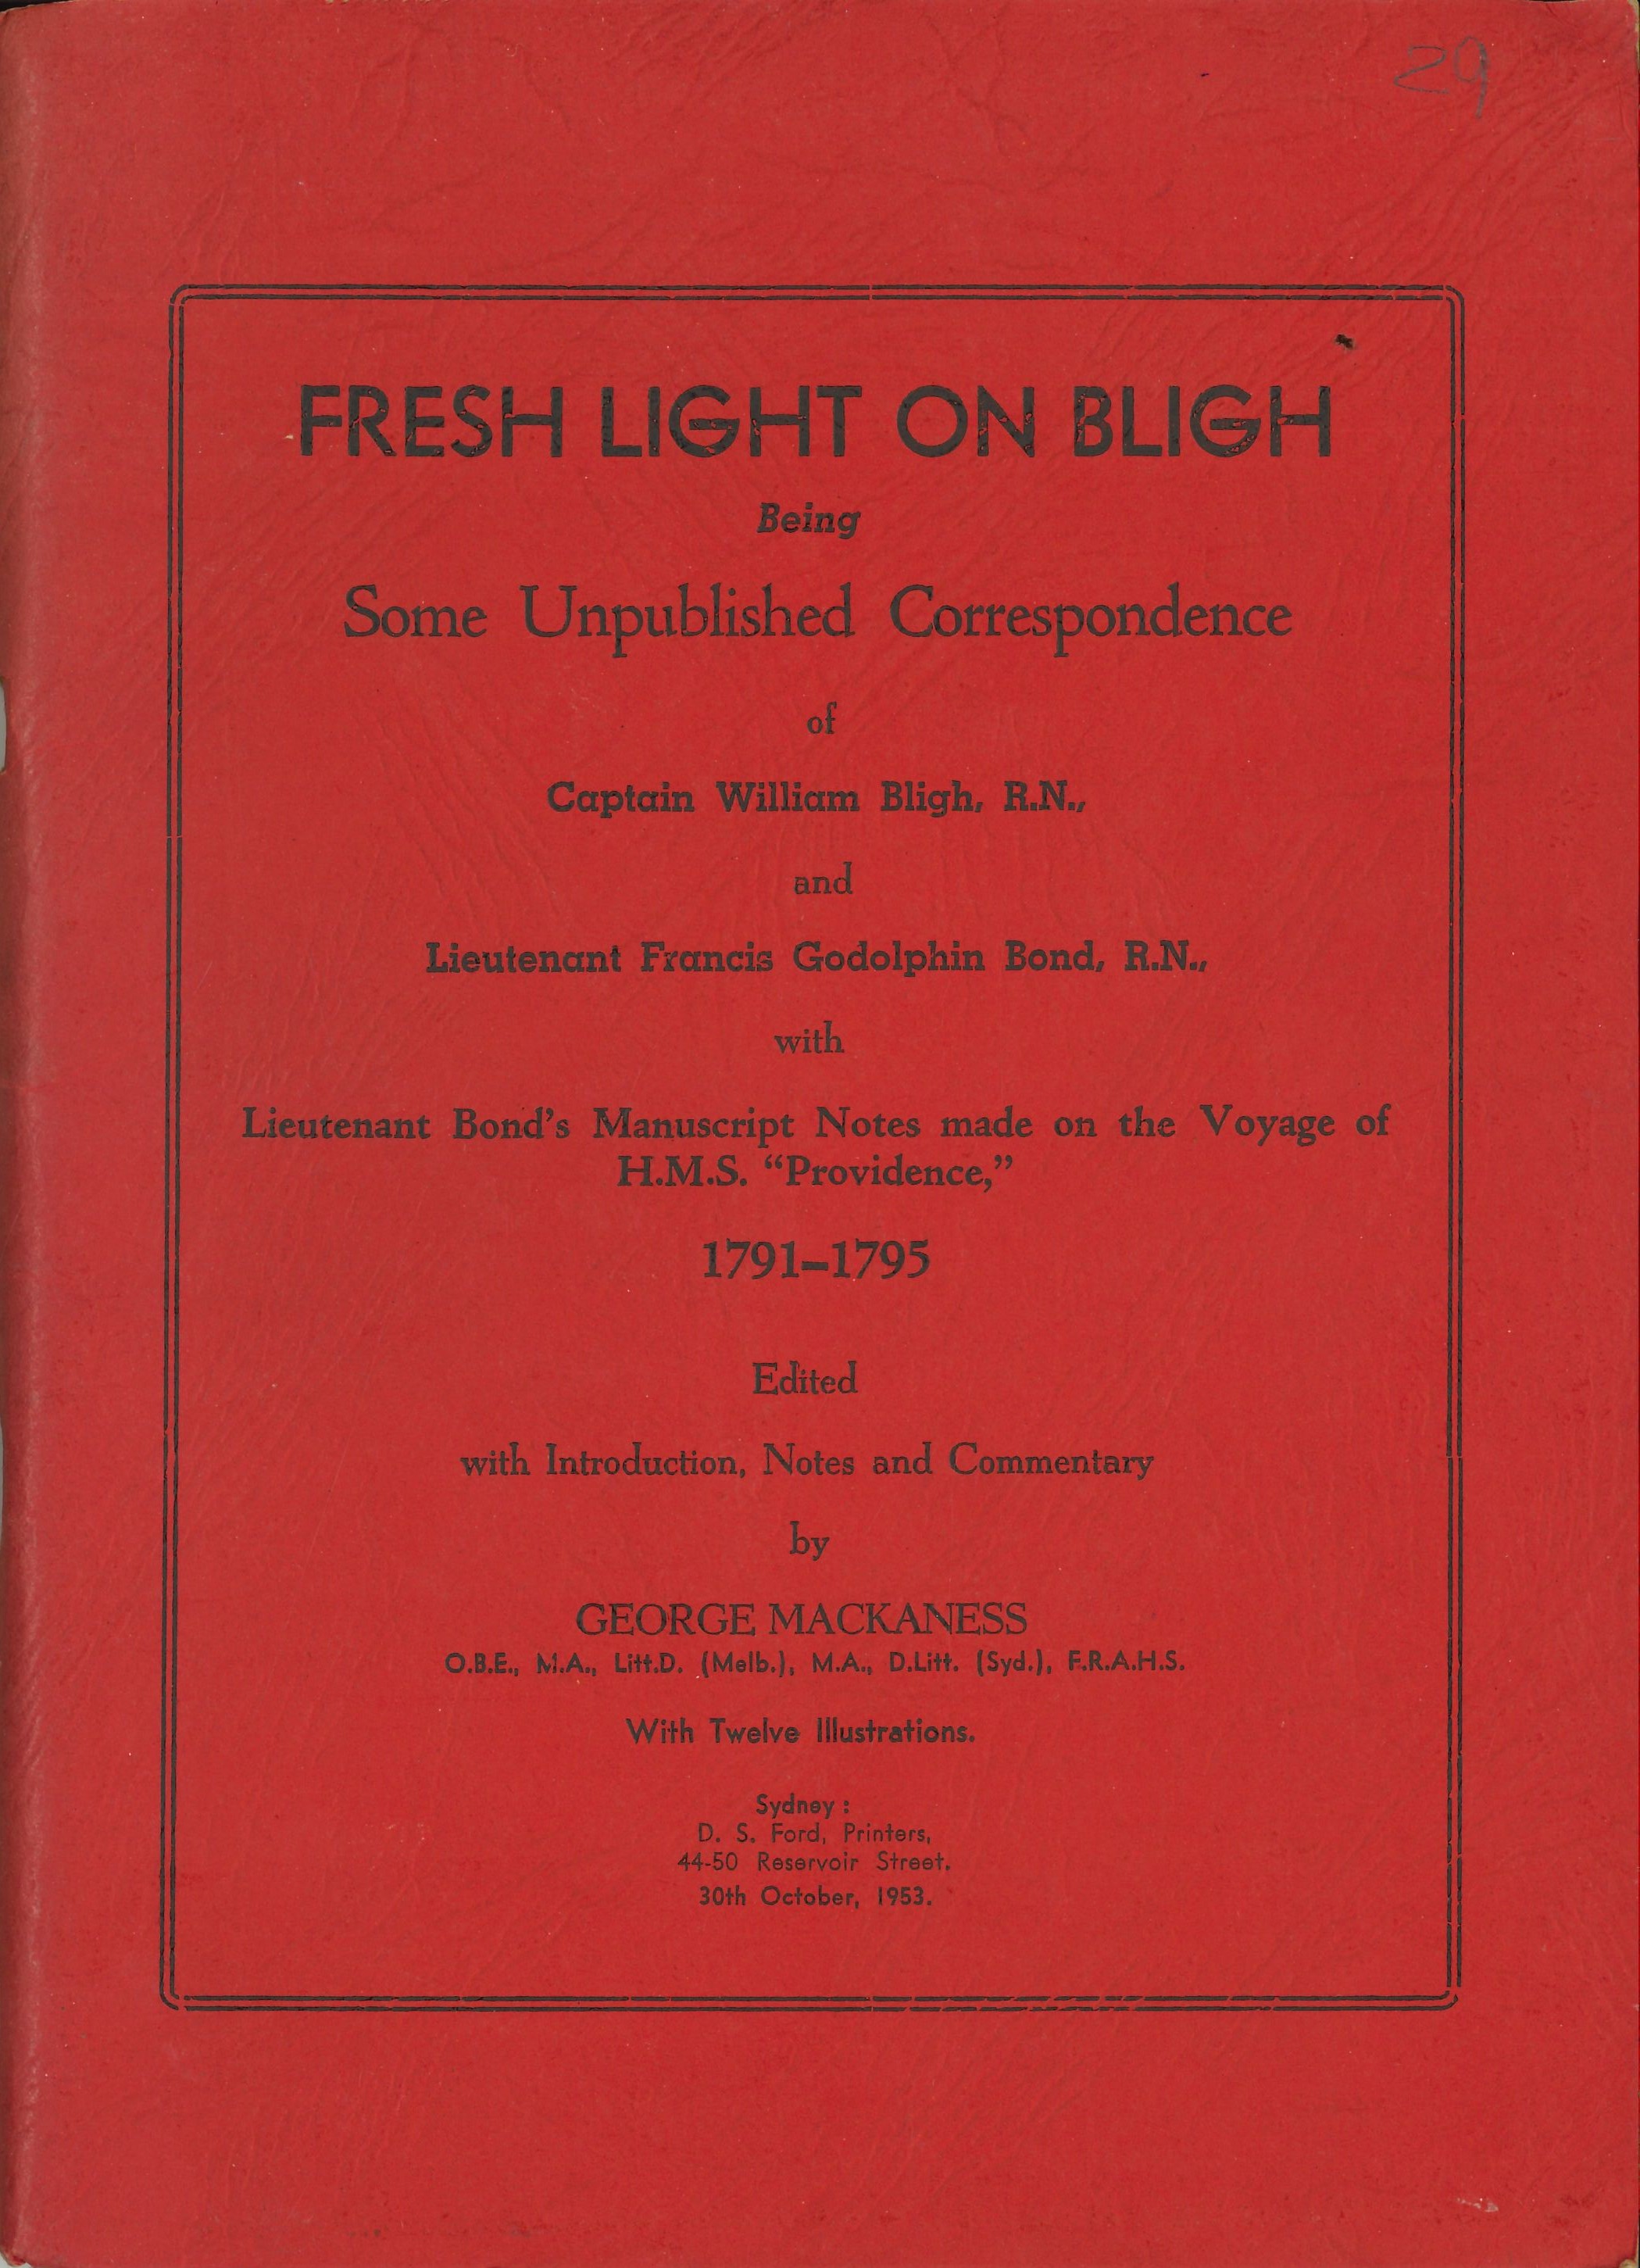 29
FRESH LIGHT ON BLIGH
Being
Some Unpublished Correspondence
of
Captain William Bligh, R.N.,
and
Lieutenant Francis Godolphin Bond, R.N.,
with
Lieutenant Bond's Manuscript Notes made on the Voyage of
H.M.S. “Providence,”
1791–1795
Edited
with Introduction, Notes and Commentary
by
GEORGE MACKANESS
O.B.E., M.A., Litt.D. (Melb.), M.A., D.Litt. (Syd.), F.R.A.H.S.
With Twelve Illustrations.
Sydney :
D. S. Ford, Printers,
44-50 Reservoir Street.
30th October, 1953.